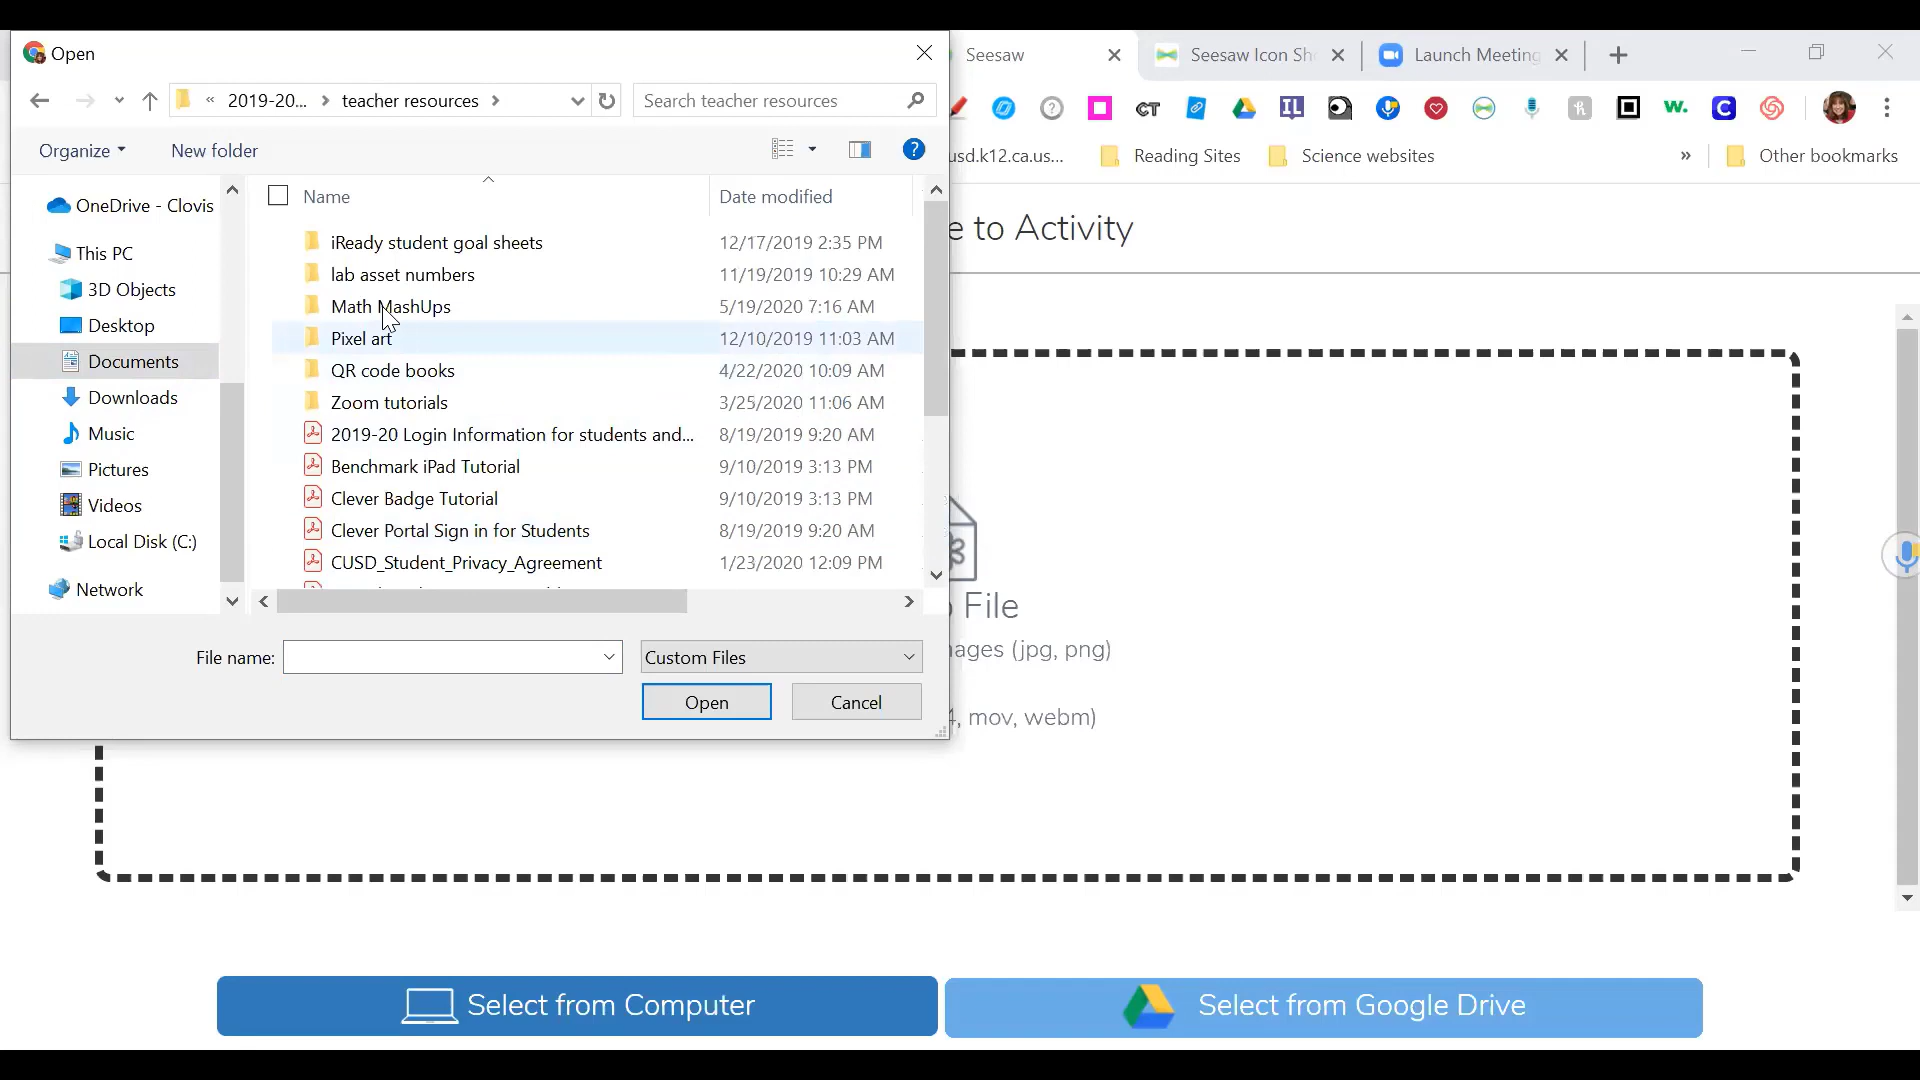 Open
« 2019-20... > teacher resources >
Search teacher resources
Organize
New folder
?
OneDrive - Clovis
This PC
3D Objects
Desktop
Documents
Downloads
Music
Pictures
Videos
Local Disk (C:)
Network
Name
Date modified
iReady student goal sheets 12/17/2019 2:35 PM
lab asset numbers 11/19/2019 10:29 AM
Math MashUps 5/19/2020 7:16 AM
Pixel art 12/10/2019 11:03 AM
QR code books 4/22/2020 10:09 AM
Zoom tutorials 3/25/2020 11:06 AM
2019-20 Login Information for students and... 8/19/2019 9:20 AM
Benchmark iPad Tutorial 9/10/2019 3:13 PM
Clever Badge Tutorial 9/10/2019 3:13 PM
Clever Portal Sign in for Students 8/19/2019 9:20 AM
CUSD_Student_Privacy_Agreement 1/23/2020 12:09 PM
File name:
Custom Files
Open
Cancel
Seesaw
Seesaw Icon Sh
Launch Meeting
? CT IL h w. C
usd.k12.ca.us...
Reading Sites
Science websites
»
Other bookmarks
e to Activity
File
ages (jpg, png)
4, mov, webm)
Select from Computer
Select from Google Drive